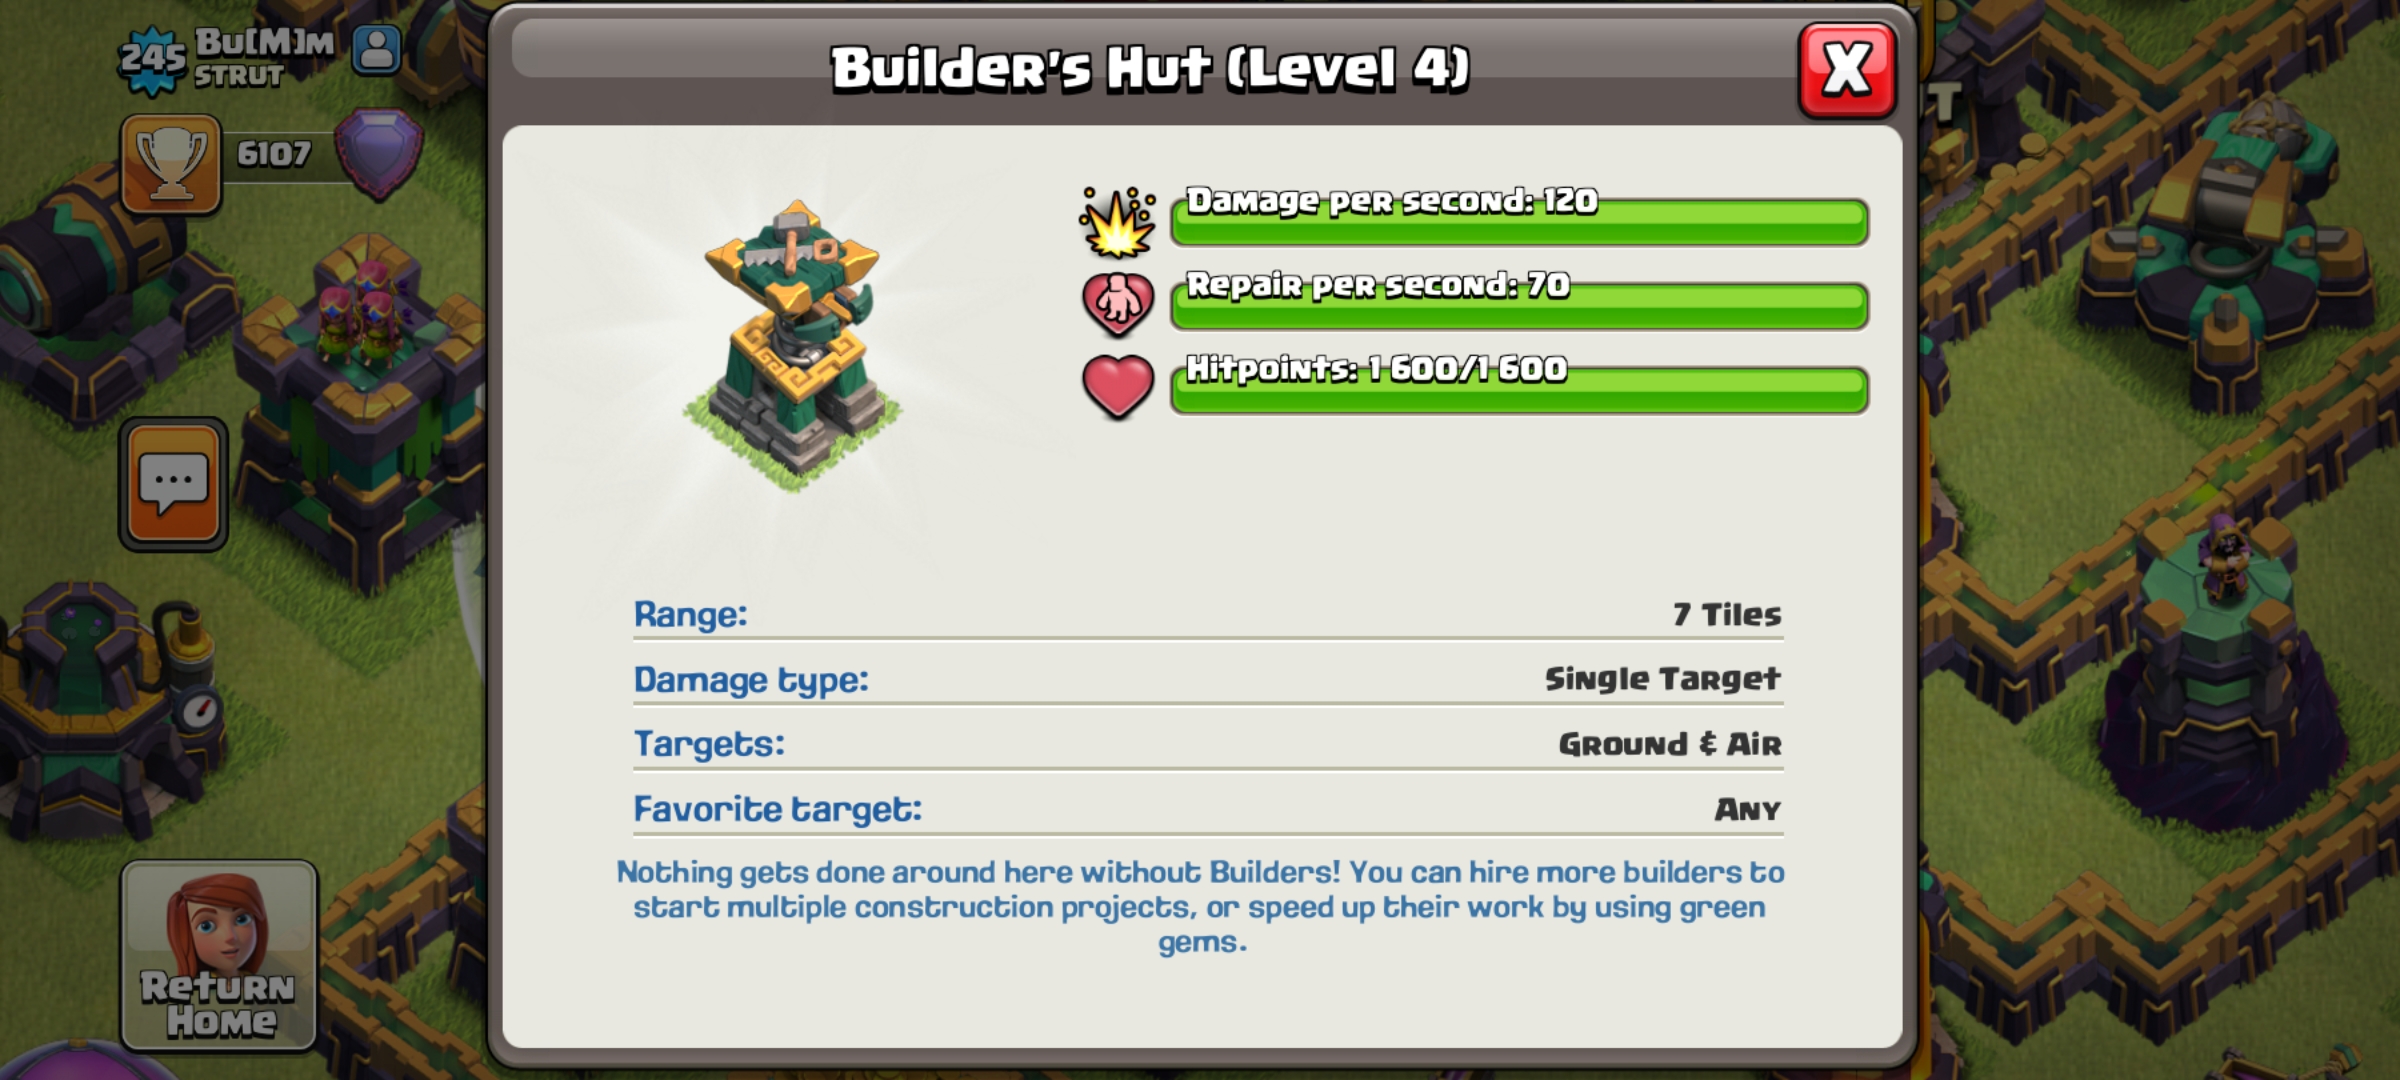 245
Bu[M]m
STRUT
6107
Builder's Hut (Level 4)
X
T
Damage per second: 120
Repair per second: 70
Hitpoints: 1 600/1 600
Range: 7 Tiles
Damage type: Single Target
Targets: Ground & Air
Favorite target: Any
Nothing gets done around here without Builders! You can hire more builders to
start multiple construction projects, or speed up their work by using green
gems.
Return
Home